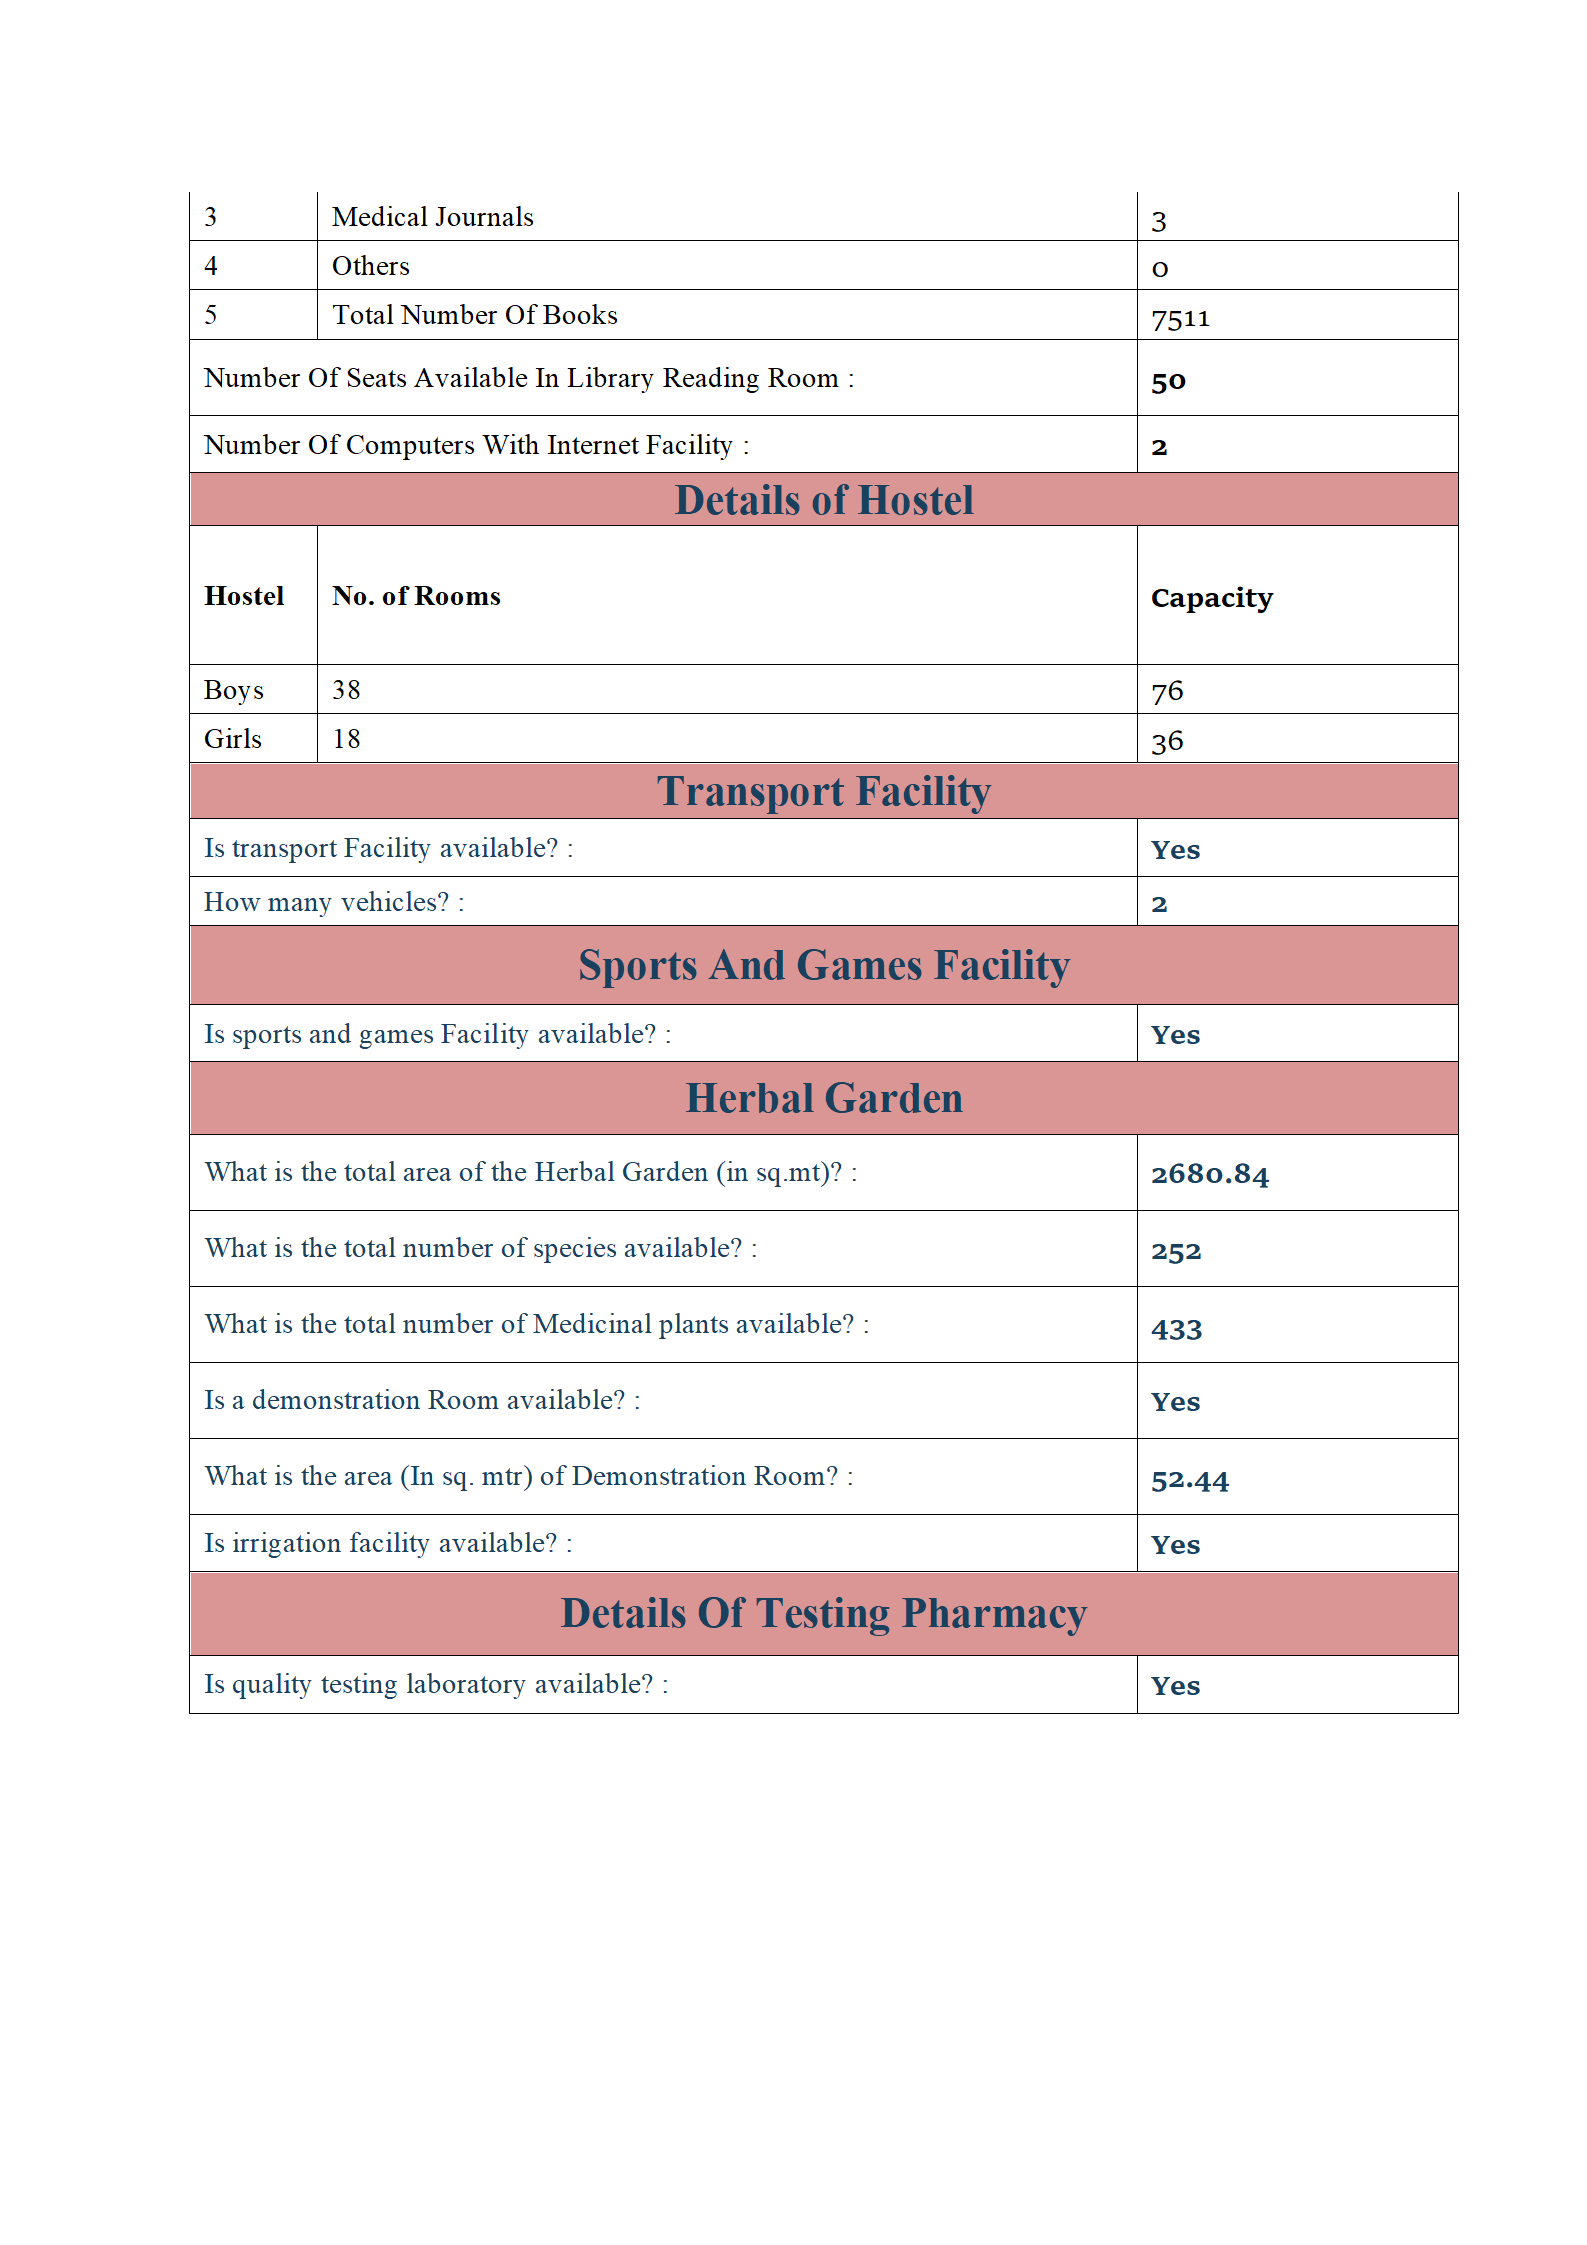 3 Medical Journals 3
4 Others 0
5 Total Number Of Books 7511
Number Of Seats Available In Library Reading Room : 50
Number Of Computers With Internet Facility : 2
Details of Hostel
Hostel No. of Rooms Capacity
Boys 38 76
Girls 18 36
Transport Facility
Is transport Facility available? : Yes
How many vehicles? : 2
Sports And Games Facility
Is sports and games Facility available? : Yes
Herbal Garden
What is the total area of the Herbal Garden (in sq.mt)? : 2680.84
What is the total number of species available? : 252
What is the total number of Medicinal plants available? : 433
Is a demonstration Room available? : Yes
What is the area (In sq. mtr) of Demonstration Room? : 52.44
Is irrigation facility available? : Yes
Details Of Testing Pharmacy
Is quality testing laboratory available? : Yes